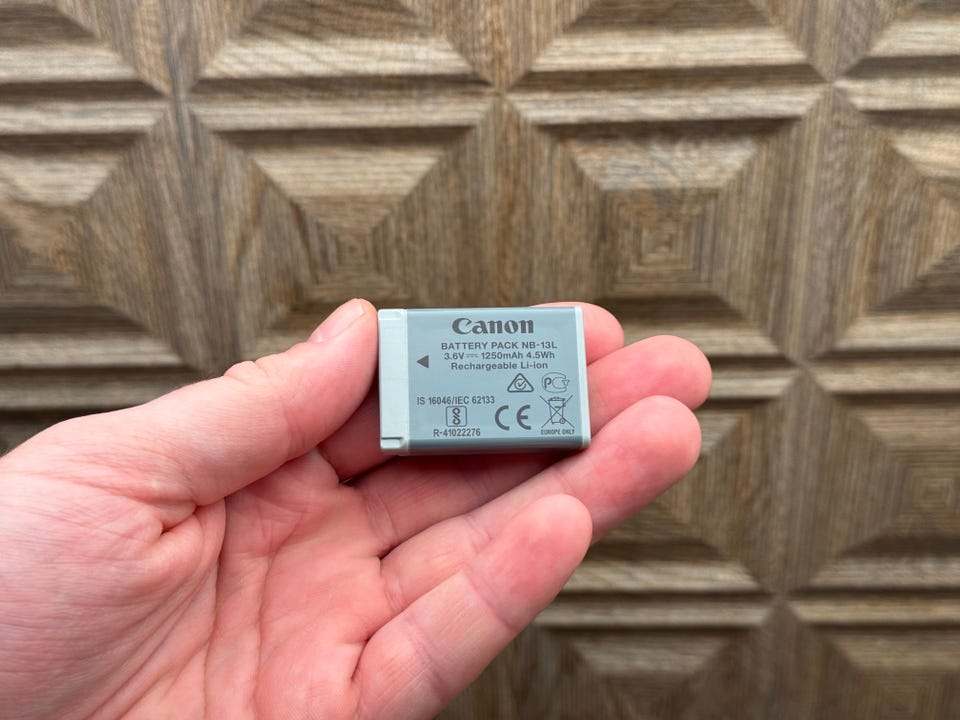 Canon
BATTERY PACK NB-13L
3.6V ⎓ 1250mAh 4.5Wh
Rechargeable Li-ion
PC
IS 16046/IEC 62133
CE
R-41022276
EUROPE ONLY